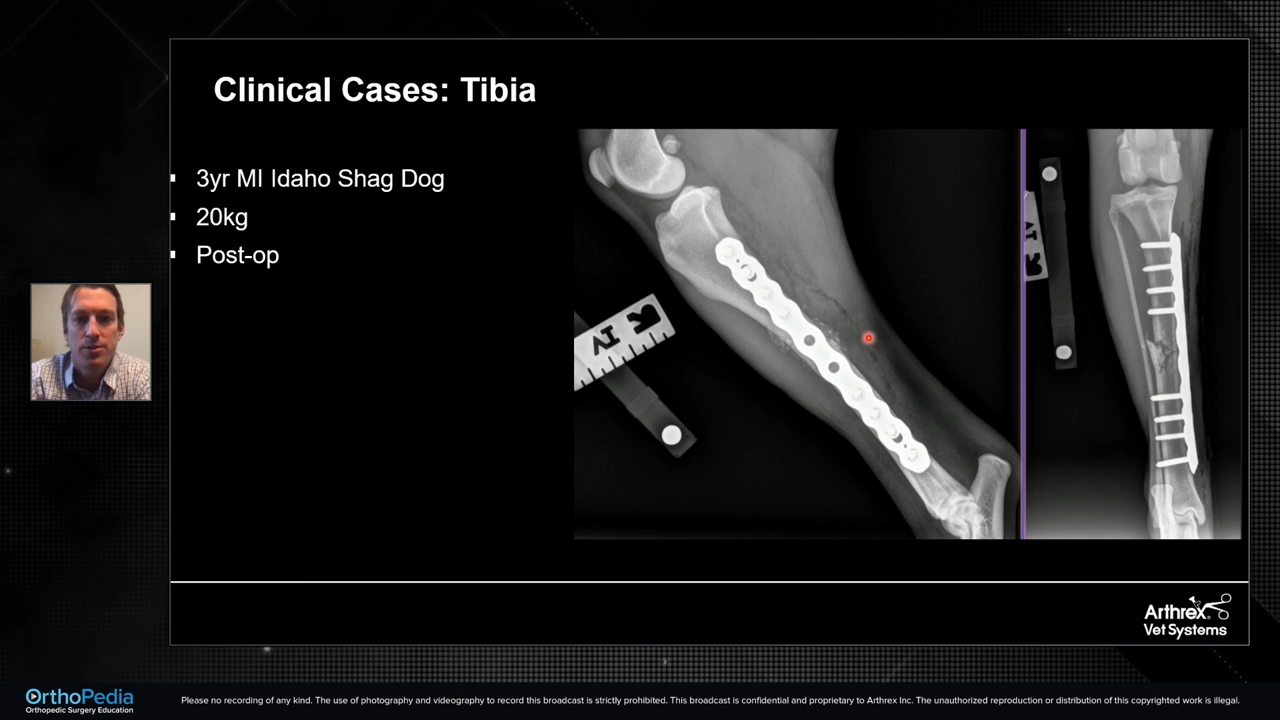 Clinical Cases: Tibia
3yr MI Idaho Shag Dog
20kg
Post-op
Arthrex
Vet Systems
OrthoPedia
Orthopedic Surgery Education
Please no recording of any kind. The use of photography and videography to record this broadcast is strictly prohibited. This broadcast is confidential and proprietary to Arthrex Inc. The unauthorized reproduction or distribution of this copyrighted work is illegal.